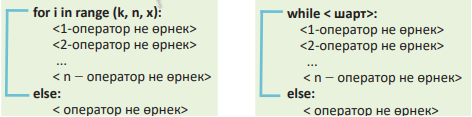 for i in range (k, n, x):
<1-оператор не өрнек>
<2-оператор не өрнек>
...
< n – оператор не өрнек>
else:
< оператор не өрнек>
while < шарт>:
<1-оператор не өрнек>
<2-оператор не өрнек>
...
< n – оператор не өрнек>
else:
< оператор не өрнек>